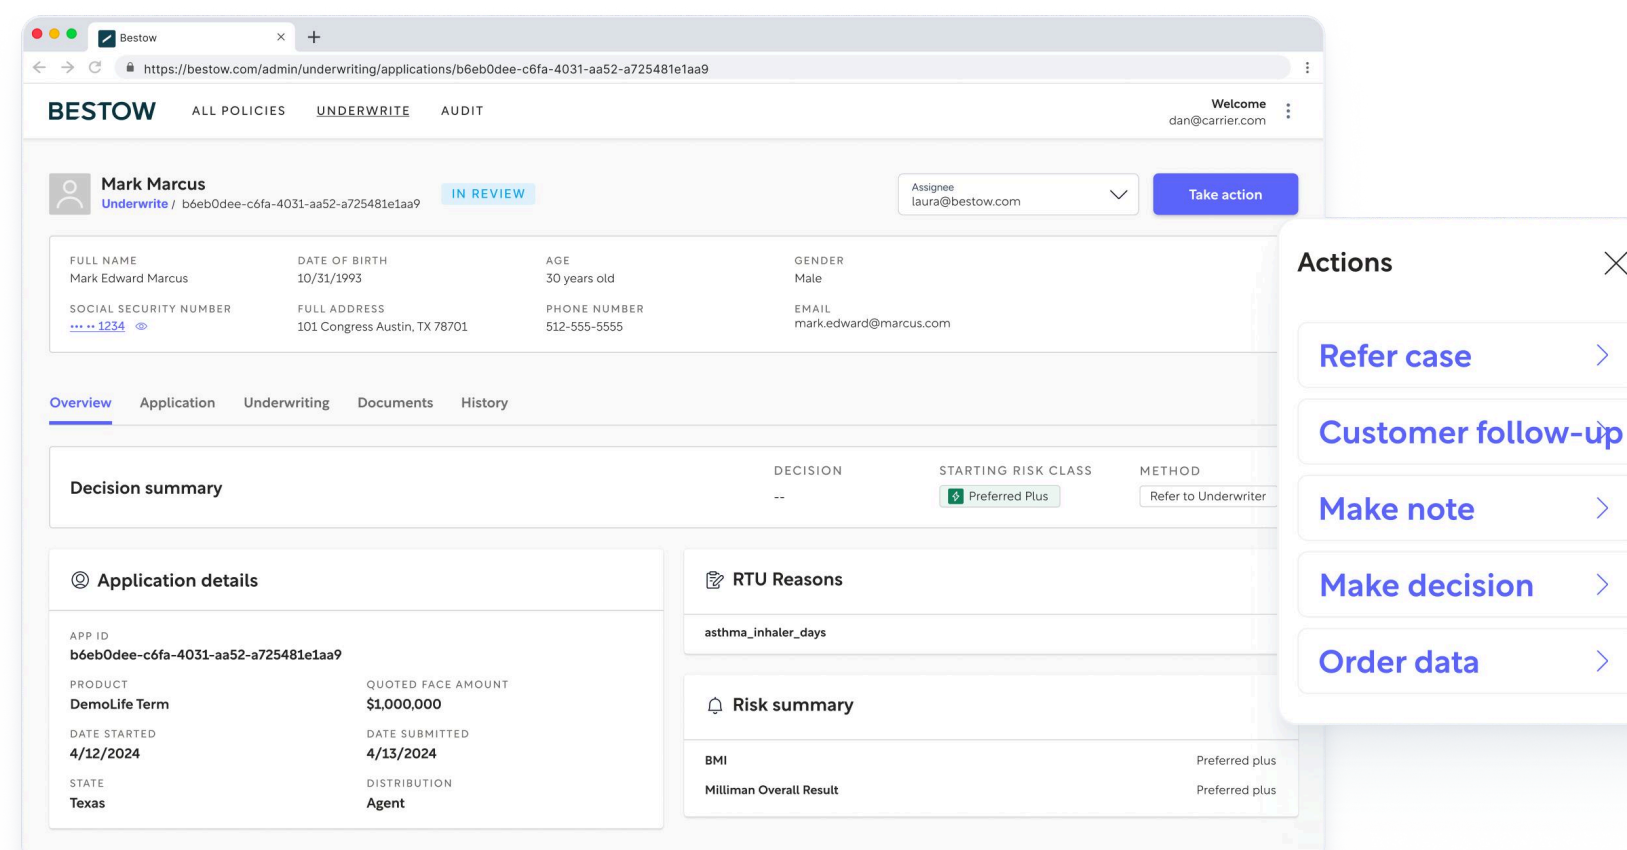 Bestow
https://bestow.com/admin/underwriting/applications/b6eb0dee-c6fa-4031-aa52-a725481e1aa9
BESTOW ALL POLICIES UNDERWRITE AUDIT
Welcome
dan@carrier.com
Mark Marcus
Underwrite / b6eb0dee-c6fa-4031-aa52-a725481e1aa9
IN REVIEW
Assignee
laura@bestow.com
Take action
FULL NAME DATE OF BIRTH AGE GENDER
Mark Edward Marcus 10/31/1993 30 years old Male
SOCIAL SECURITY NUMBER FULL ADDRESS PHONE NUMBER EMAIL
••• •• 1234 101 Congress Austin, TX 78701 512-555-5555 mark.edward@marcus.com
Overview Application Underwriting Documents History
Decision summary
DECISION STARTING RISK CLASS METHOD
-- Preferred Plus Refer to Underwriter
Application details
APP ID
b6eb0dee-c6fa-4031-aa52-a725481e1aa9
PRODUCT QUOTED FACE AMOUNT
DemoLife Term $1,000,000
DATE STARTED DATE SUBMITTED
4/12/2024 4/13/2024
STATE DISTRIBUTION
Texas Agent
RTU Reasons
asthma_inhaler_days
Risk summary
BMI Preferred plus
Milliman Overall Result Preferred plus
Actions
Refer case
Customer follow-up
Make note
Make decision
Order data